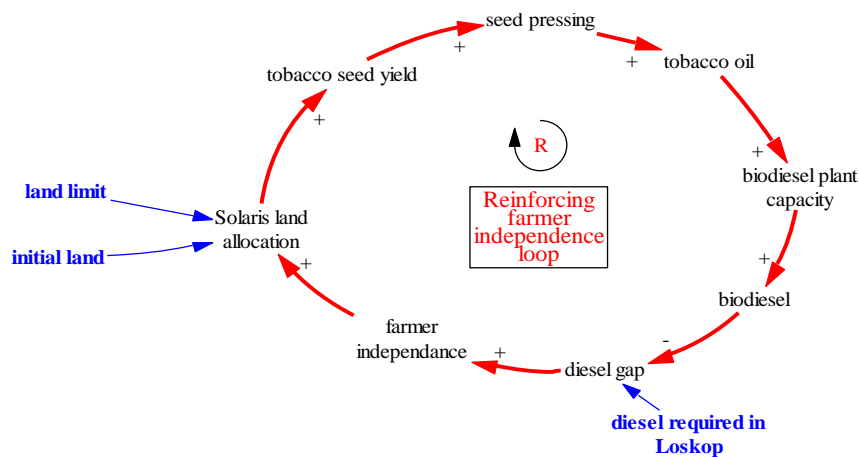 seed pressing
+
+
tobacco seed yield
tobacco oil
+
R
+
biodiesel plant
capacity
land limit
Solaris land
allocation
Reinforcing
farmer
independence
loop
initial land
+
+
biodiesel
farmer
independance
-
+
diesel gap
diesel required in
Loskop